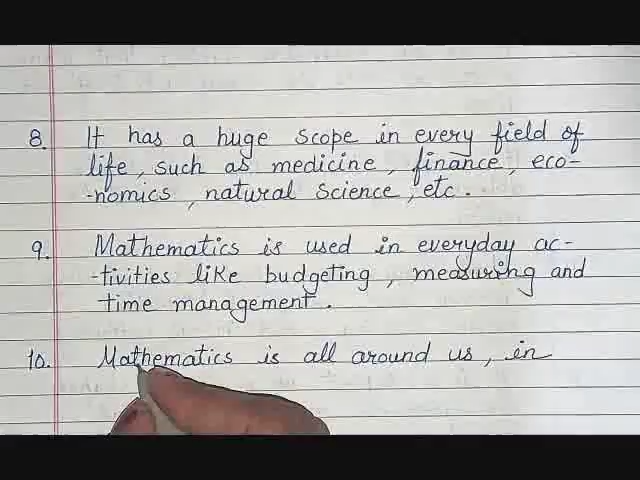 8. It has a huge scope in every field of
life, such as medicine, finance, eco-
-nomics, natural science, etc.
9. Mathematics is used in everyday ac-
-tivities like budgeting, measuring and
time management.
10. Mathematics is all around us, in